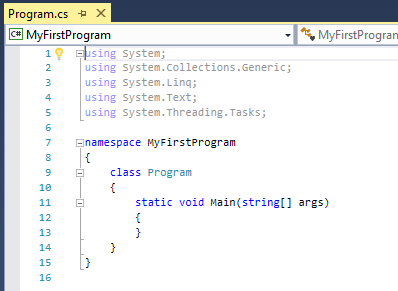 Program.cs
C# MyFirstProgram MyFirstProgram
1 using System;
2 using System.Collections.Generic;
3 using System.Linq;
4 using System.Text;
5 using System.Threading.Tasks;
6
7 namespace MyFirstProgram
8 {
9 class Program
10 {
11 static void Main(string[] args)
12 {
13 }
14 }
15 }
16